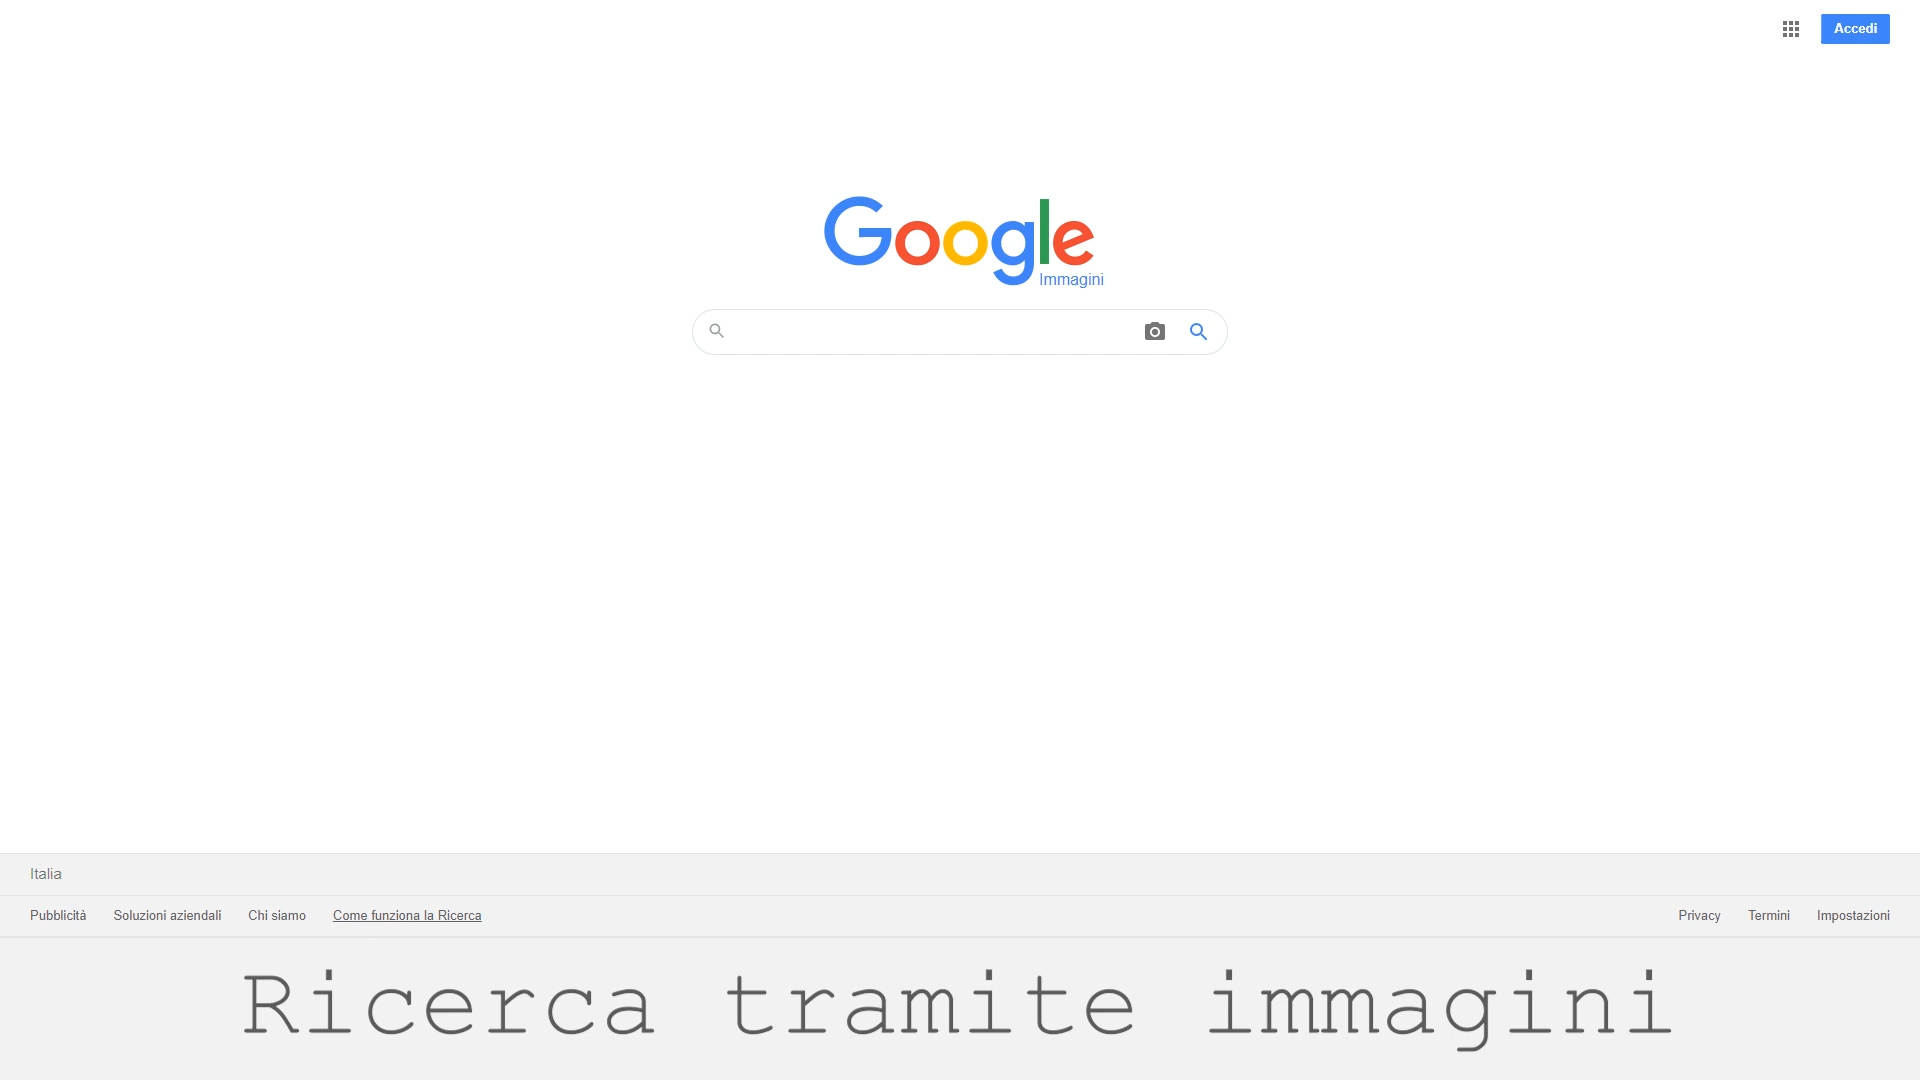 Accedi
Google
Immagini
Italia
Pubblicità Soluzioni aziendali Chi siamo Come funziona la Ricerca Privacy Termini Impostazioni
Ricerca tramite immagini